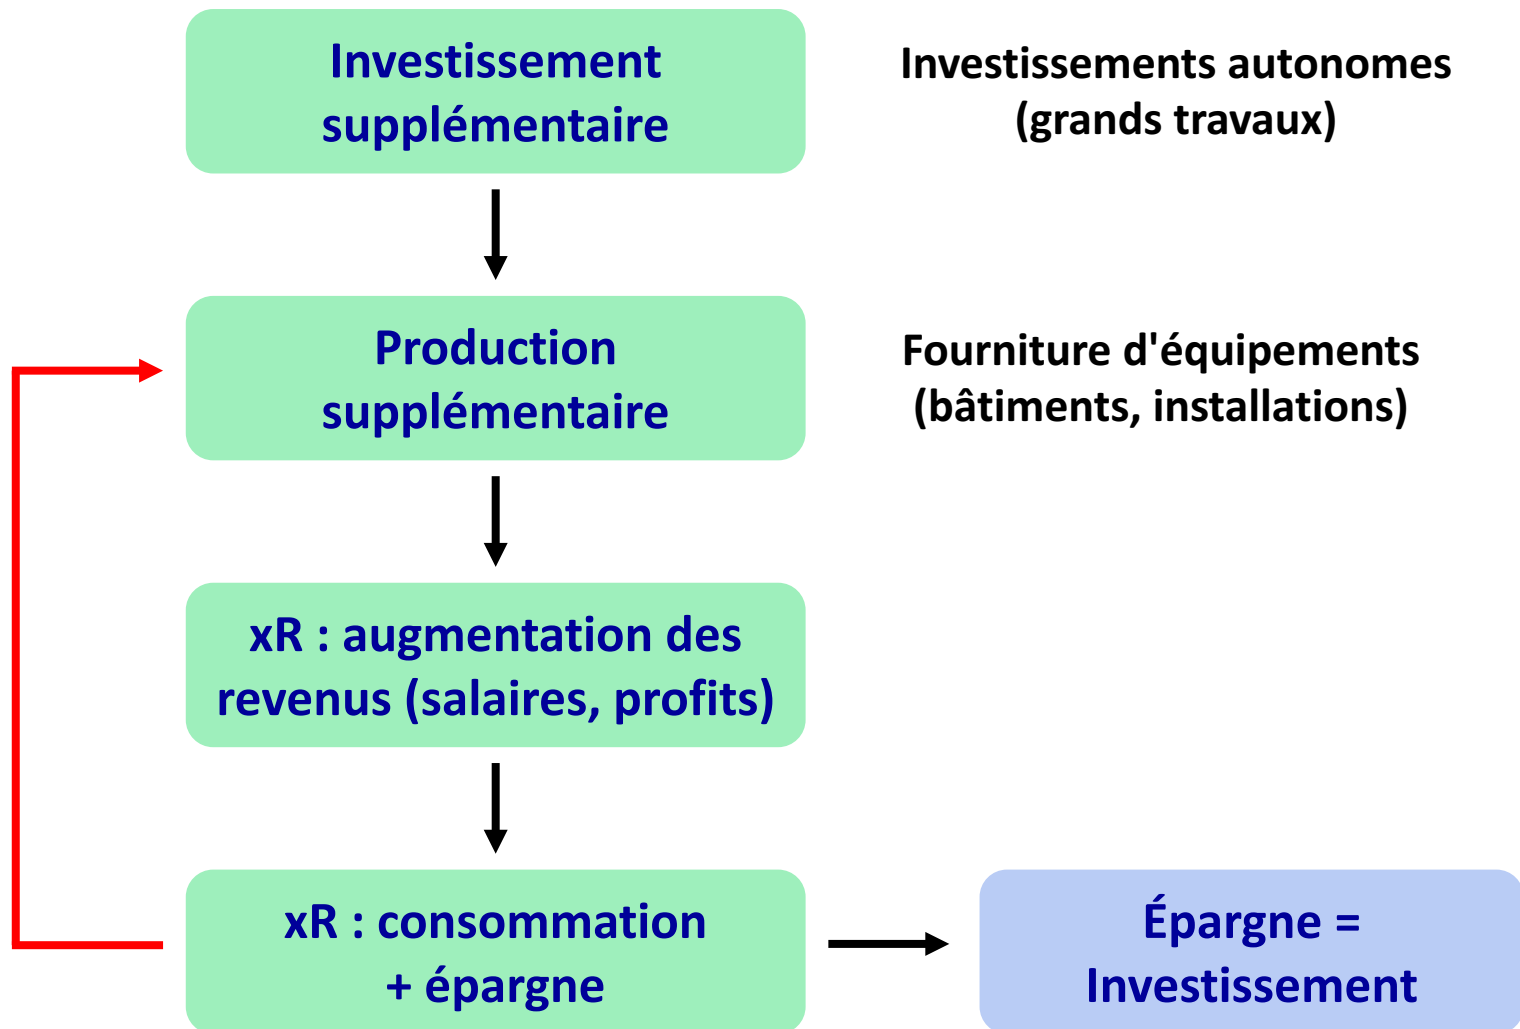 Investissement
supplémentaire
Investissements autonomes
(grands travaux)
Production
supplémentaire
Fourniture d'équipements
(bâtiments, installations)
xR : augmentation des
revenus (salaires, profits)
xR : consommation
+ épargne
Épargne =
Investissement